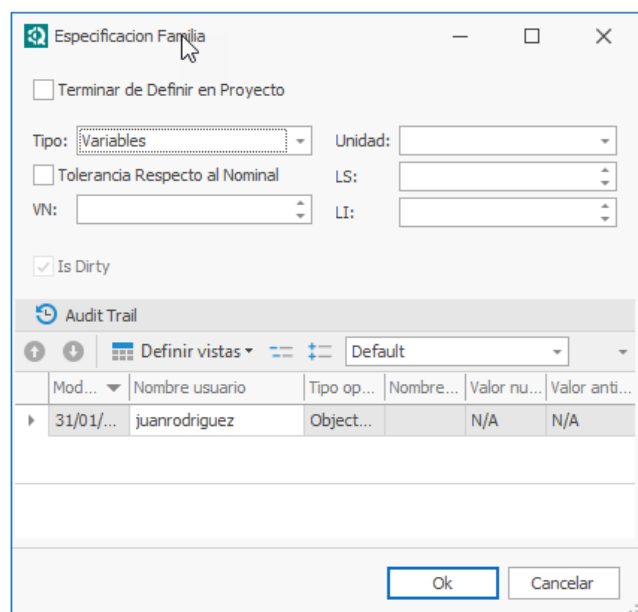 Especificacion Familia
Terminar de Definir en Proyecto
Tipo: Variables Unidad:
Tolerancia Respecto al Nominal LS:
VN: LI:
Is Dirty
Audit Trail
Definir vistas Default
Mod... Nombre usuario Tipo op... Nombre... Valor nu... Valor anti...
31/01/... juanrodriguez Object... N/A N/A
Ok Cancelar